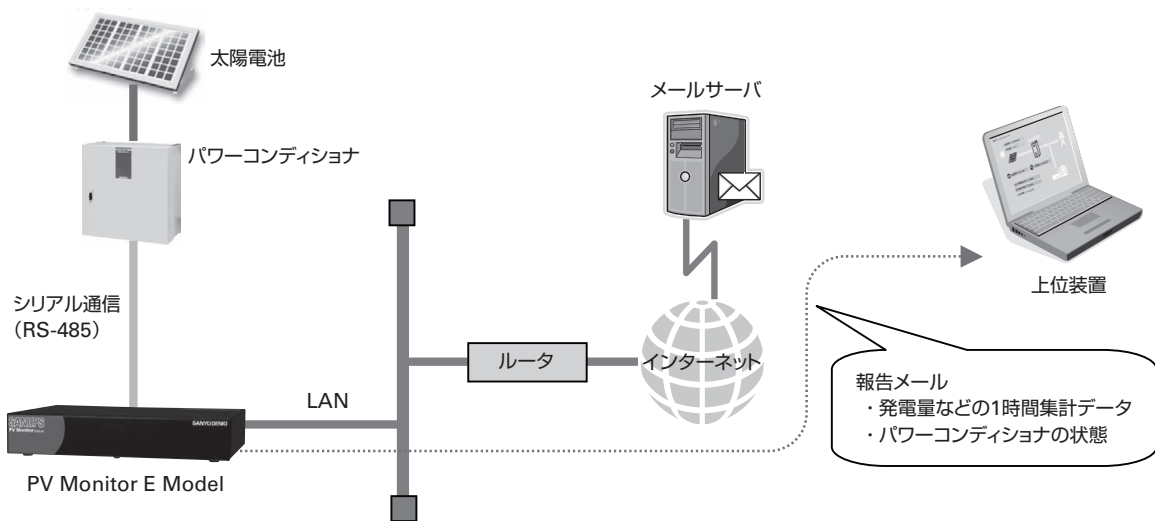 太陽電池
パワーコンディショナ
シリアル通信
（RS-485）
SANUPS
PV Monitor
SANYO DENKI
PV Monitor E Model
LAN
ルータ
インターネット
メールサーバ
上位装置
報告メール
・発電量などの1時間集計データ
・パワーコンディショナの状態